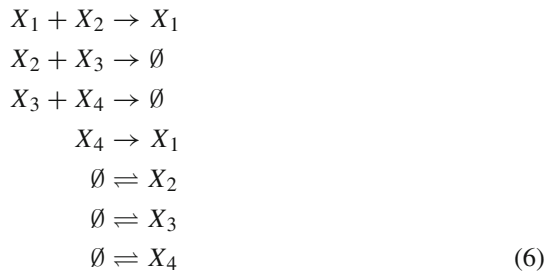 X₁ + X₂ → X₁
X₂ + X₃ → ∅
X₃ + X₄ → ∅
X₄ → X₁
∅ ⇌ X₂
∅ ⇌ X₃
∅ ⇌ X₄ (6)